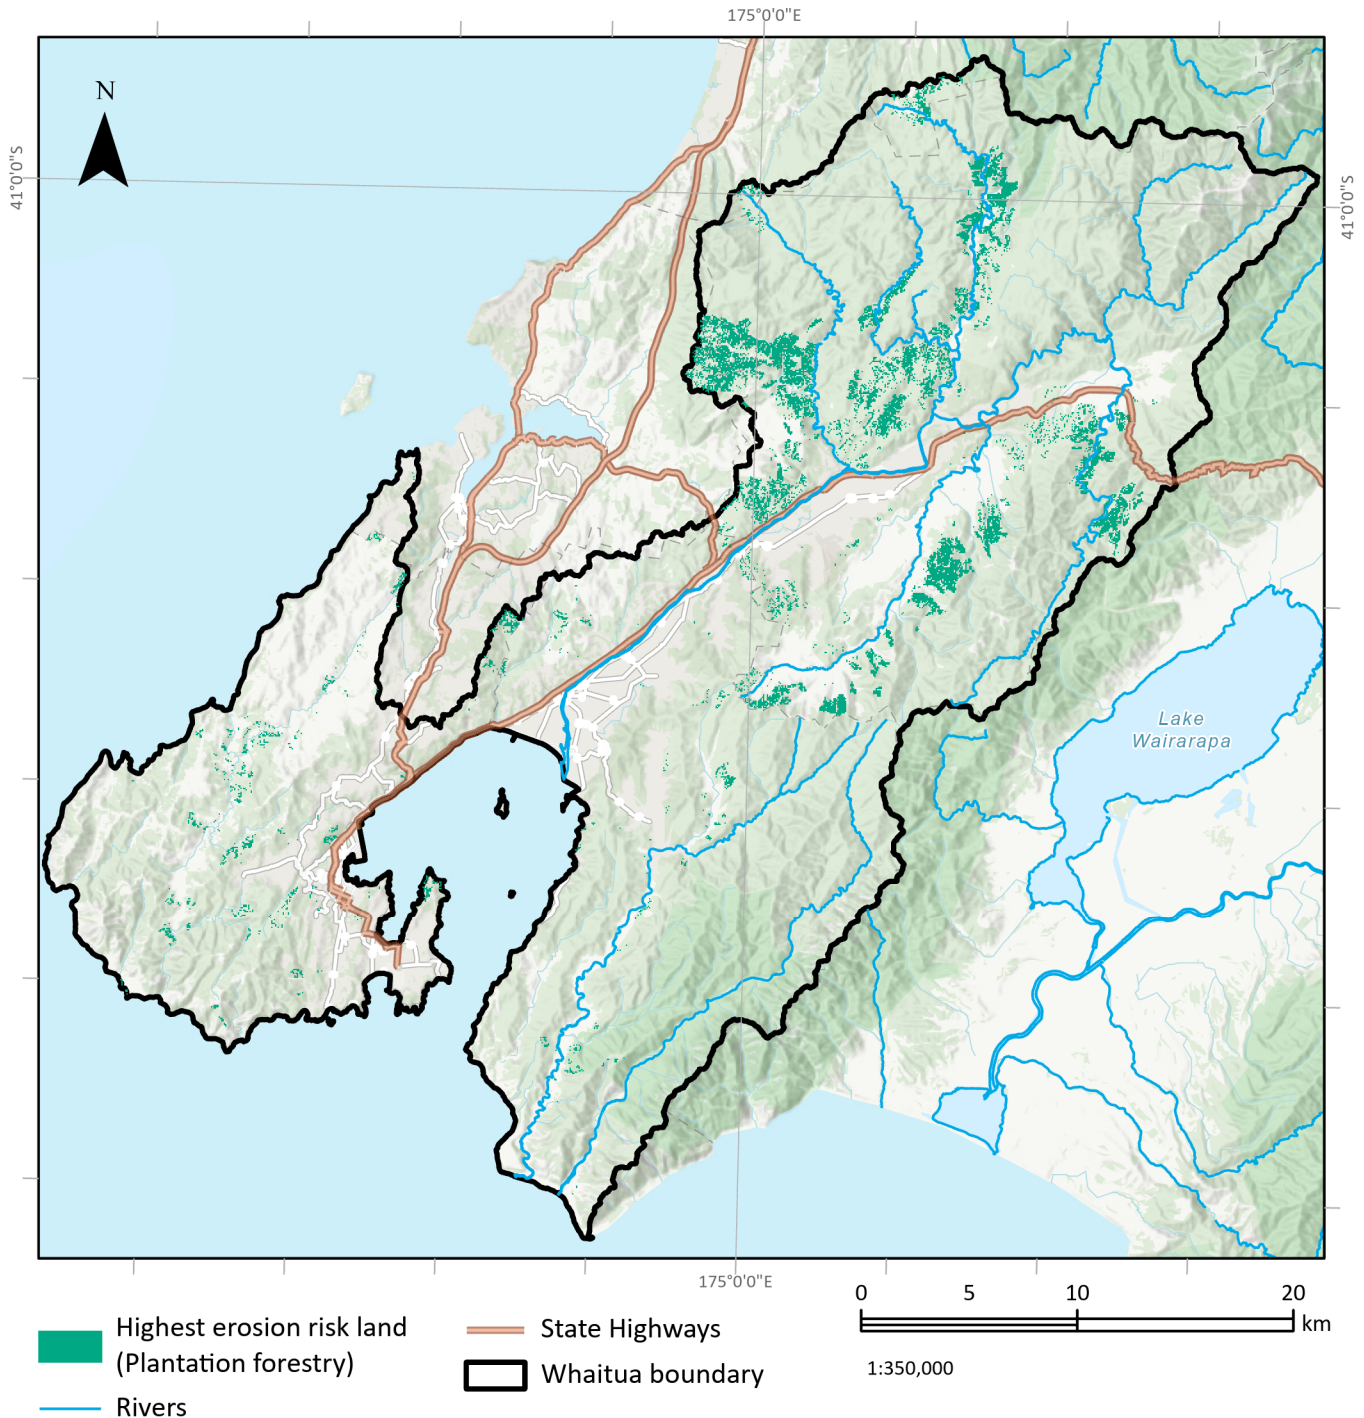 175°0'0"E
N
41°0'0"S
41°0'0"S
Lake
Wairarapa
175°0'0"E
0 5 10 20
km
1:350,000
Highest erosion risk land
(Plantation forestry)
Rivers
State Highways
Whaitua boundary